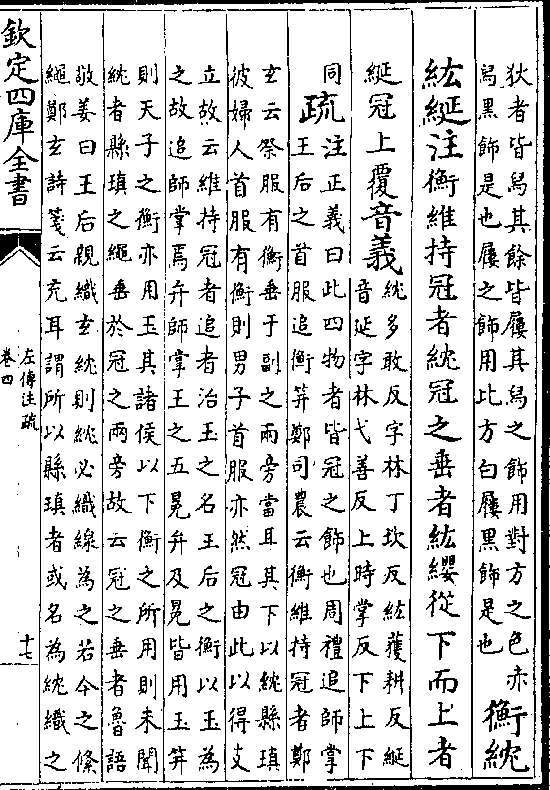 狄者皆舄其餘皆屨其舄之飾用對方之色亦
舄黑飾是也屨之飾用比方白屨黑飾是也
衡紞
紘綖注衡維持冠者紞冠之垂者紘纓從下而上者
綖冠上覆音義
紞多敢反字林丁坎反紘獲耕反綖
音延字林弋善反上時掌反下上下
同
疏
注正義曰此四物者皆冠之飾也周禮追師掌
王后之首服追衡笄鄭司農云衡維持冠者鄭
玄云祭服有衡垂于副之兩旁當耳其下以紞縣瑱
彼婦人首服有衡則男子首服亦然冠由此以得支
立故云維持冠者追者治玉之名王后之衡以玉為
之故追師掌焉弁師掌王之五冕弁及冕皆用玉笄
則天子之衡亦用玉其諸侯以下衡之所用則未聞
紞者縣瑱之繩垂於冠之兩旁故云冠之垂者魯語
敬姜曰王后親織玄紞則紞必織線為之若今之絛
繩鄭玄詩箋云充耳謂所以縣瑱者或名為紞織之
欽定四庫全書
左傳注疏
卷四
十七